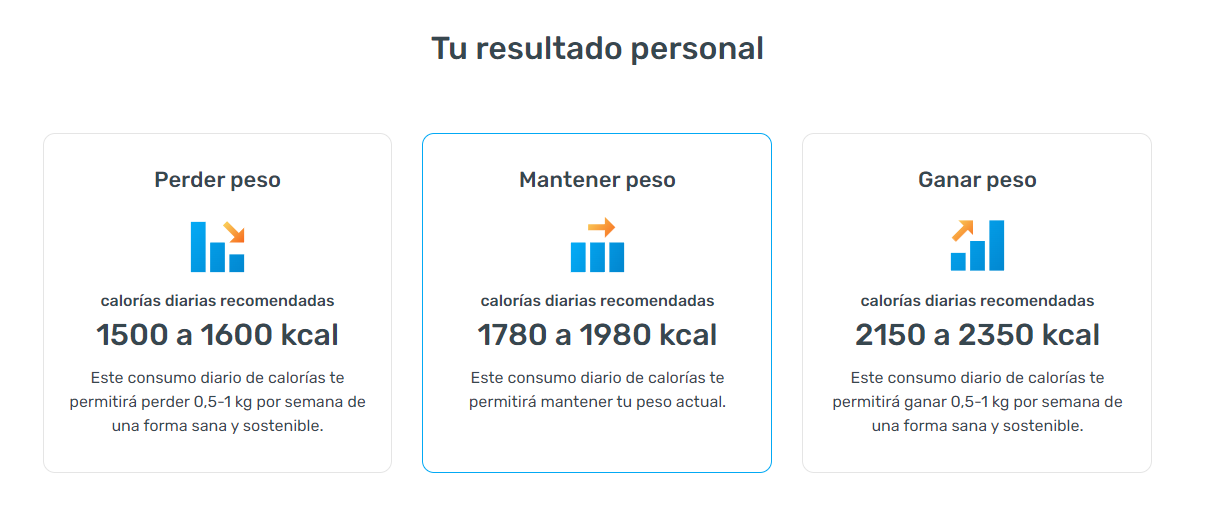 Tu resultado personal
Perder peso
calorías diarias recomendadas
1500 a 1600 kcal
Este consumo diario de calorías te
permitirá perder 0,5-1 kg por semana de
una forma sana y sostenible.
Mantener peso
calorías diarias recomendadas
1780 a 1980 kcal
Este consumo diario de calorías te
permitirá mantener tu peso actual.
Ganar peso
calorías diarias recomendadas
2150 a 2350 kcal
Este consumo diario de calorías te
permitirá ganar 0,5-1 kg por semana de
una forma sana y sostenible.